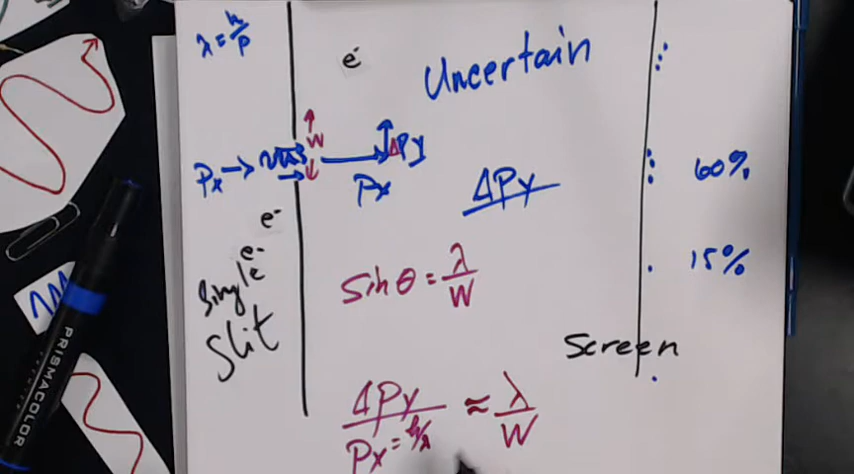 λ = h/p
e⁻
Uncertain
W
Px →
ΔPy
Px
ΔPy
60%
e⁻
e⁻
15%
Single
Slit
Sin θ = λ/W
Screen
ΔPy/Px = h/λ ≈ λ/W
PRISMACOLOR